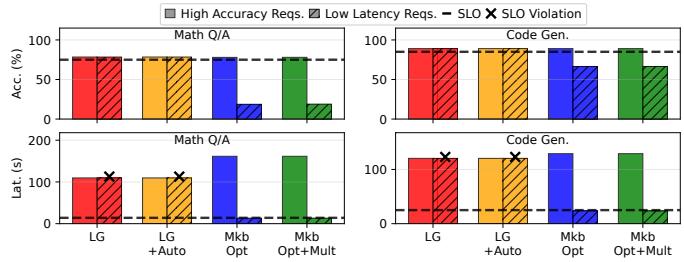 High Accuracy Reqs. Low Latency Reqs. SLO SLO Violation
Math Q/A
Code Gen.
Acc. (%)
100
50
0
100
50
0
Math Q/A
Code Gen.
Lat. (s)
200
100
0
100
0
LG
LG +Auto
Mkb Opt
Mkb Opt+Mult
LG
LG +Auto
Mkb Opt
Mkb Opt+Mult